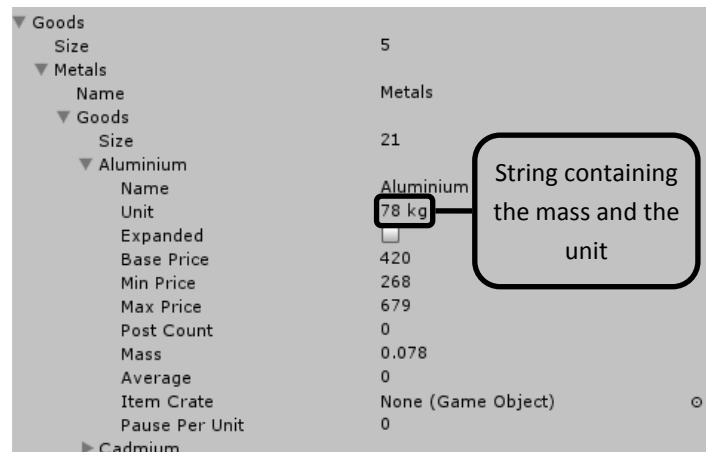 Goods
Size 5
Metals
Name Metals
Goods
Size 21
Aluminium
Name Aluminium
Unit 78 kg
Expanded
Base Price 420
Min Price 268
Max Price 679
Post Count 0
Mass 0.078
Average 0
Item Crate None (Game Object)
Pause Per Unit 0
Cadmium
String containing
the mass and the
unit